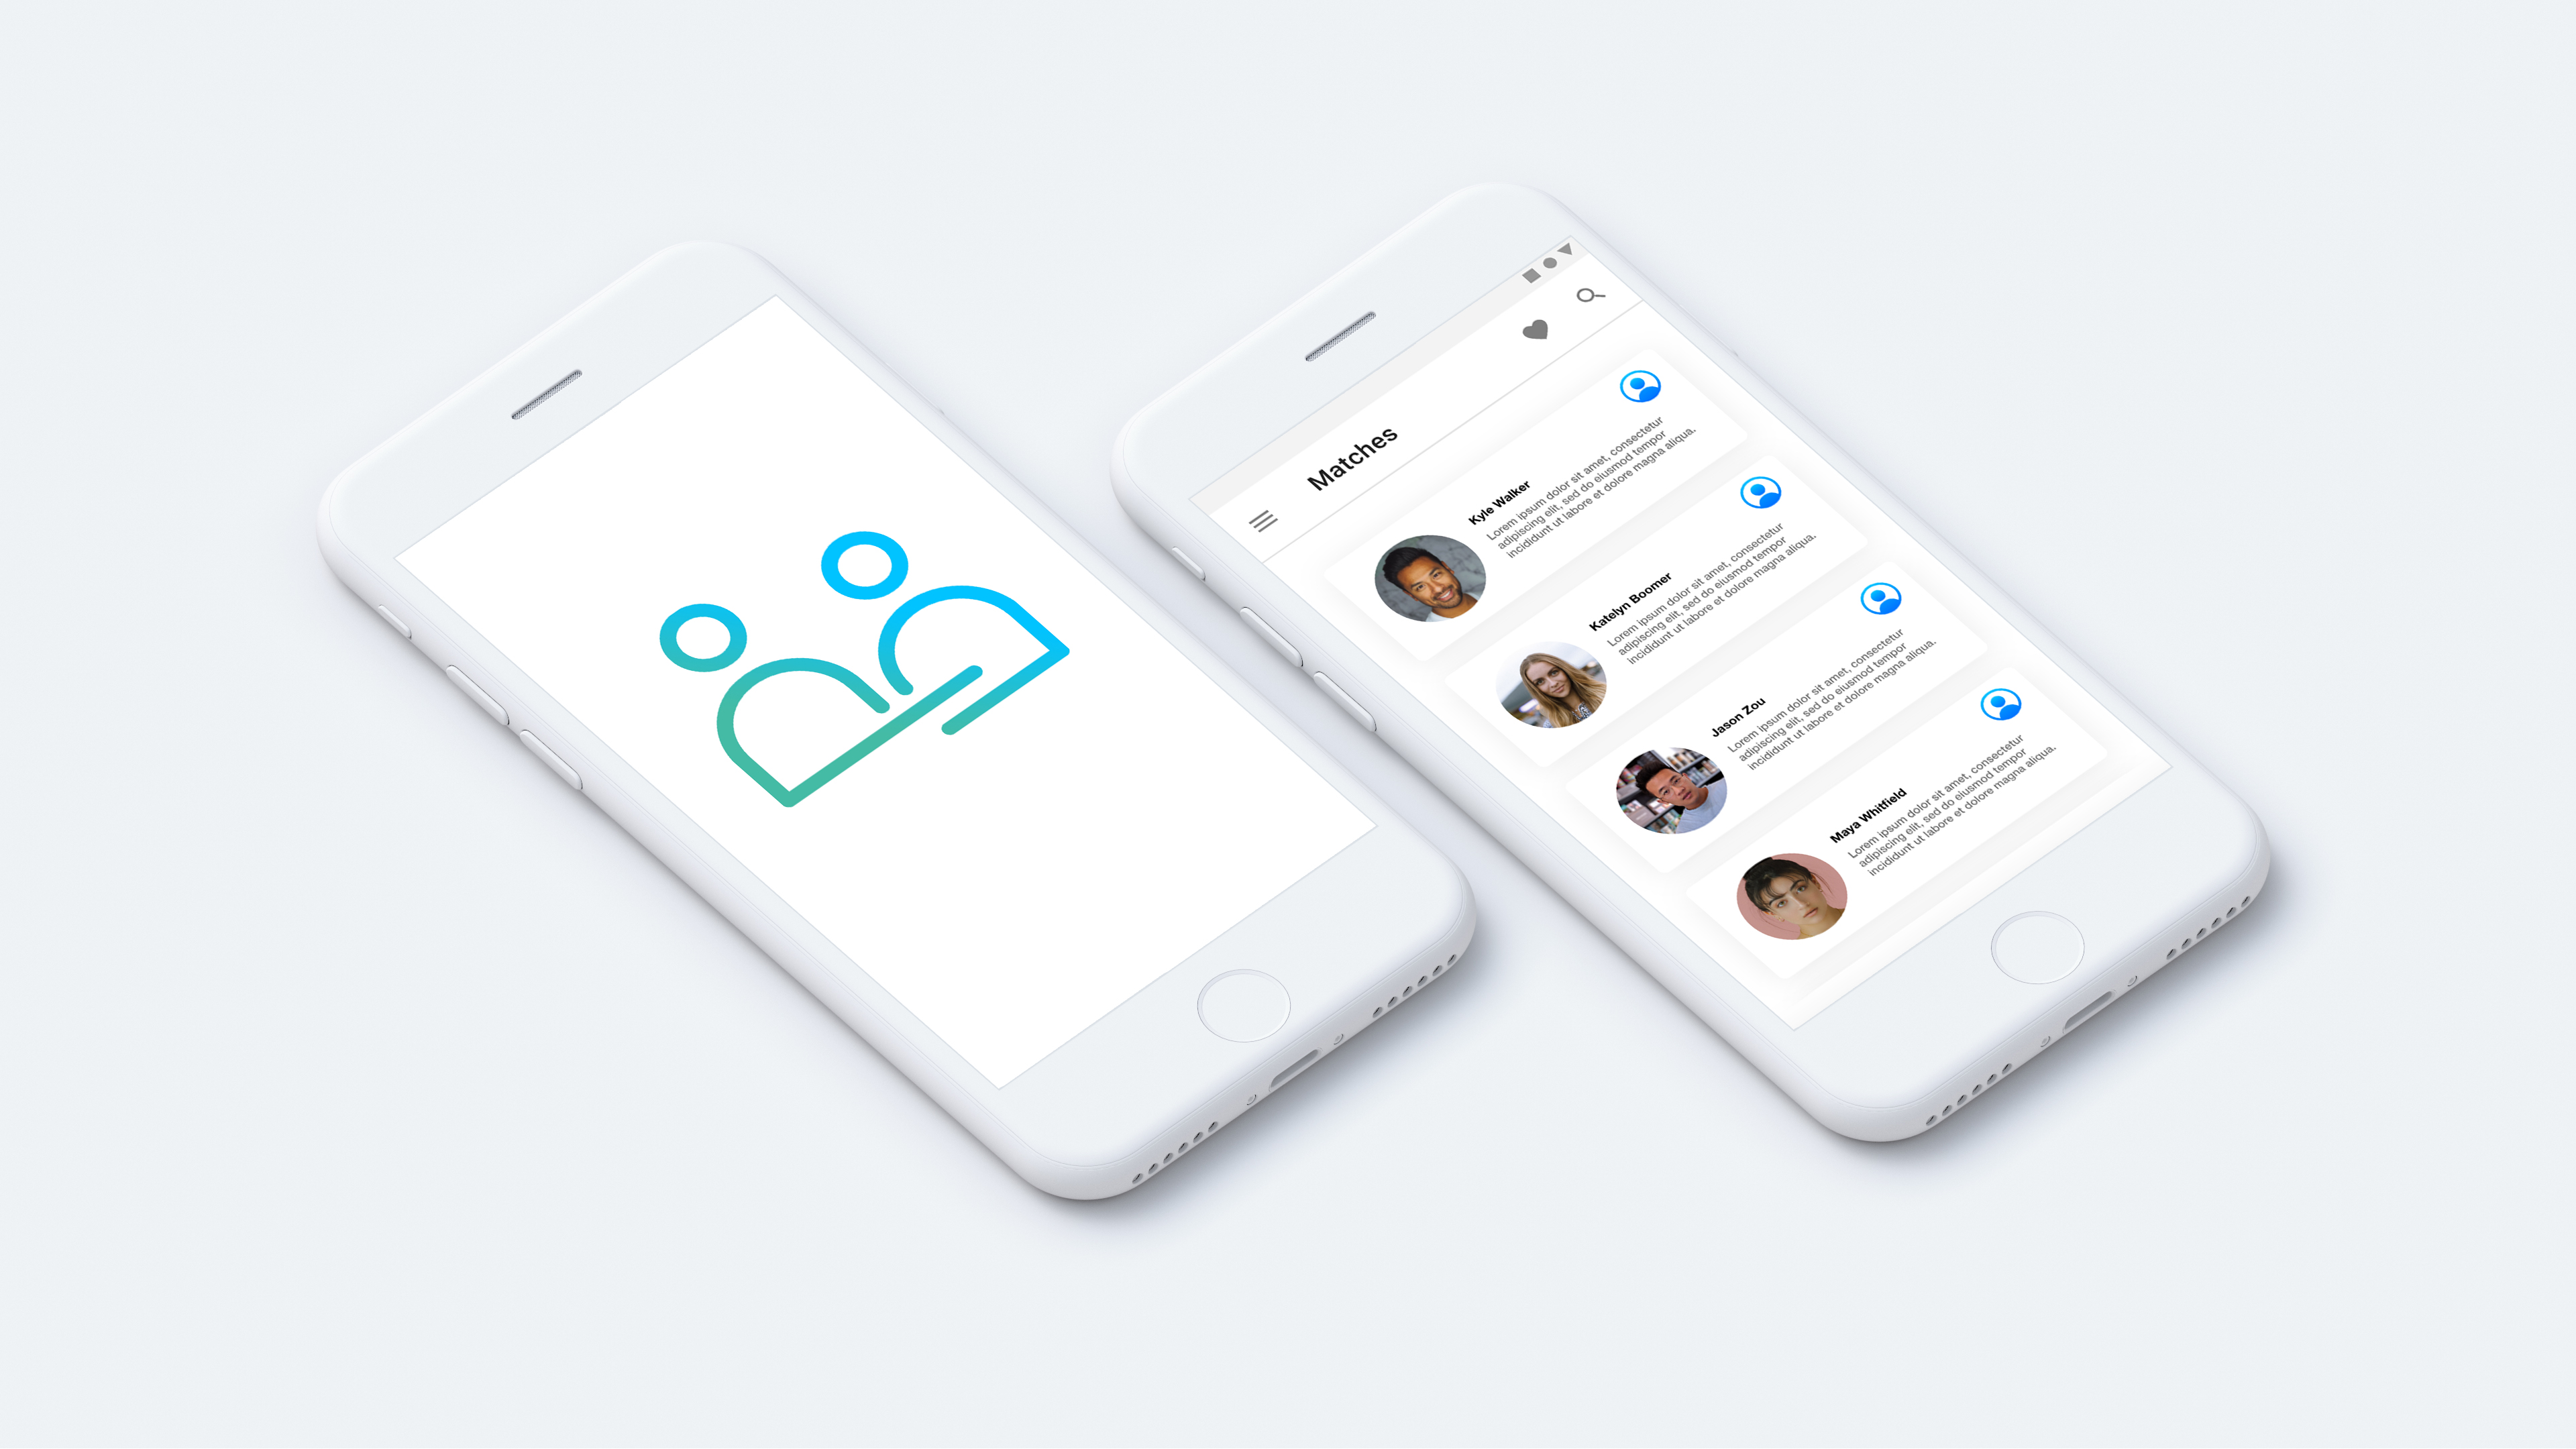 Matches
Kyle Walker
Lorem ipsum dolor sit amet, consectetur
adipiscing elit, sed do eiusmod tempor
incididunt ut labore et dolore magna aliqua.
Katelyn Boomer
Lorem ipsum dolor sit amet, consectetur
adipiscing elit, sed do eiusmod tempor
incididunt ut labore et dolore magna aliqua.
Jason Zou
Lorem ipsum dolor sit amet, consectetur
adipiscing elit, sed do eiusmod tempor
incididunt ut labore et dolore magna aliqua.
Maya Whitfield
Lorem ipsum dolor sit amet, consectetur
adipiscing elit, sed do eiusmod tempor
incididunt ut labore et dolore magna aliqua.